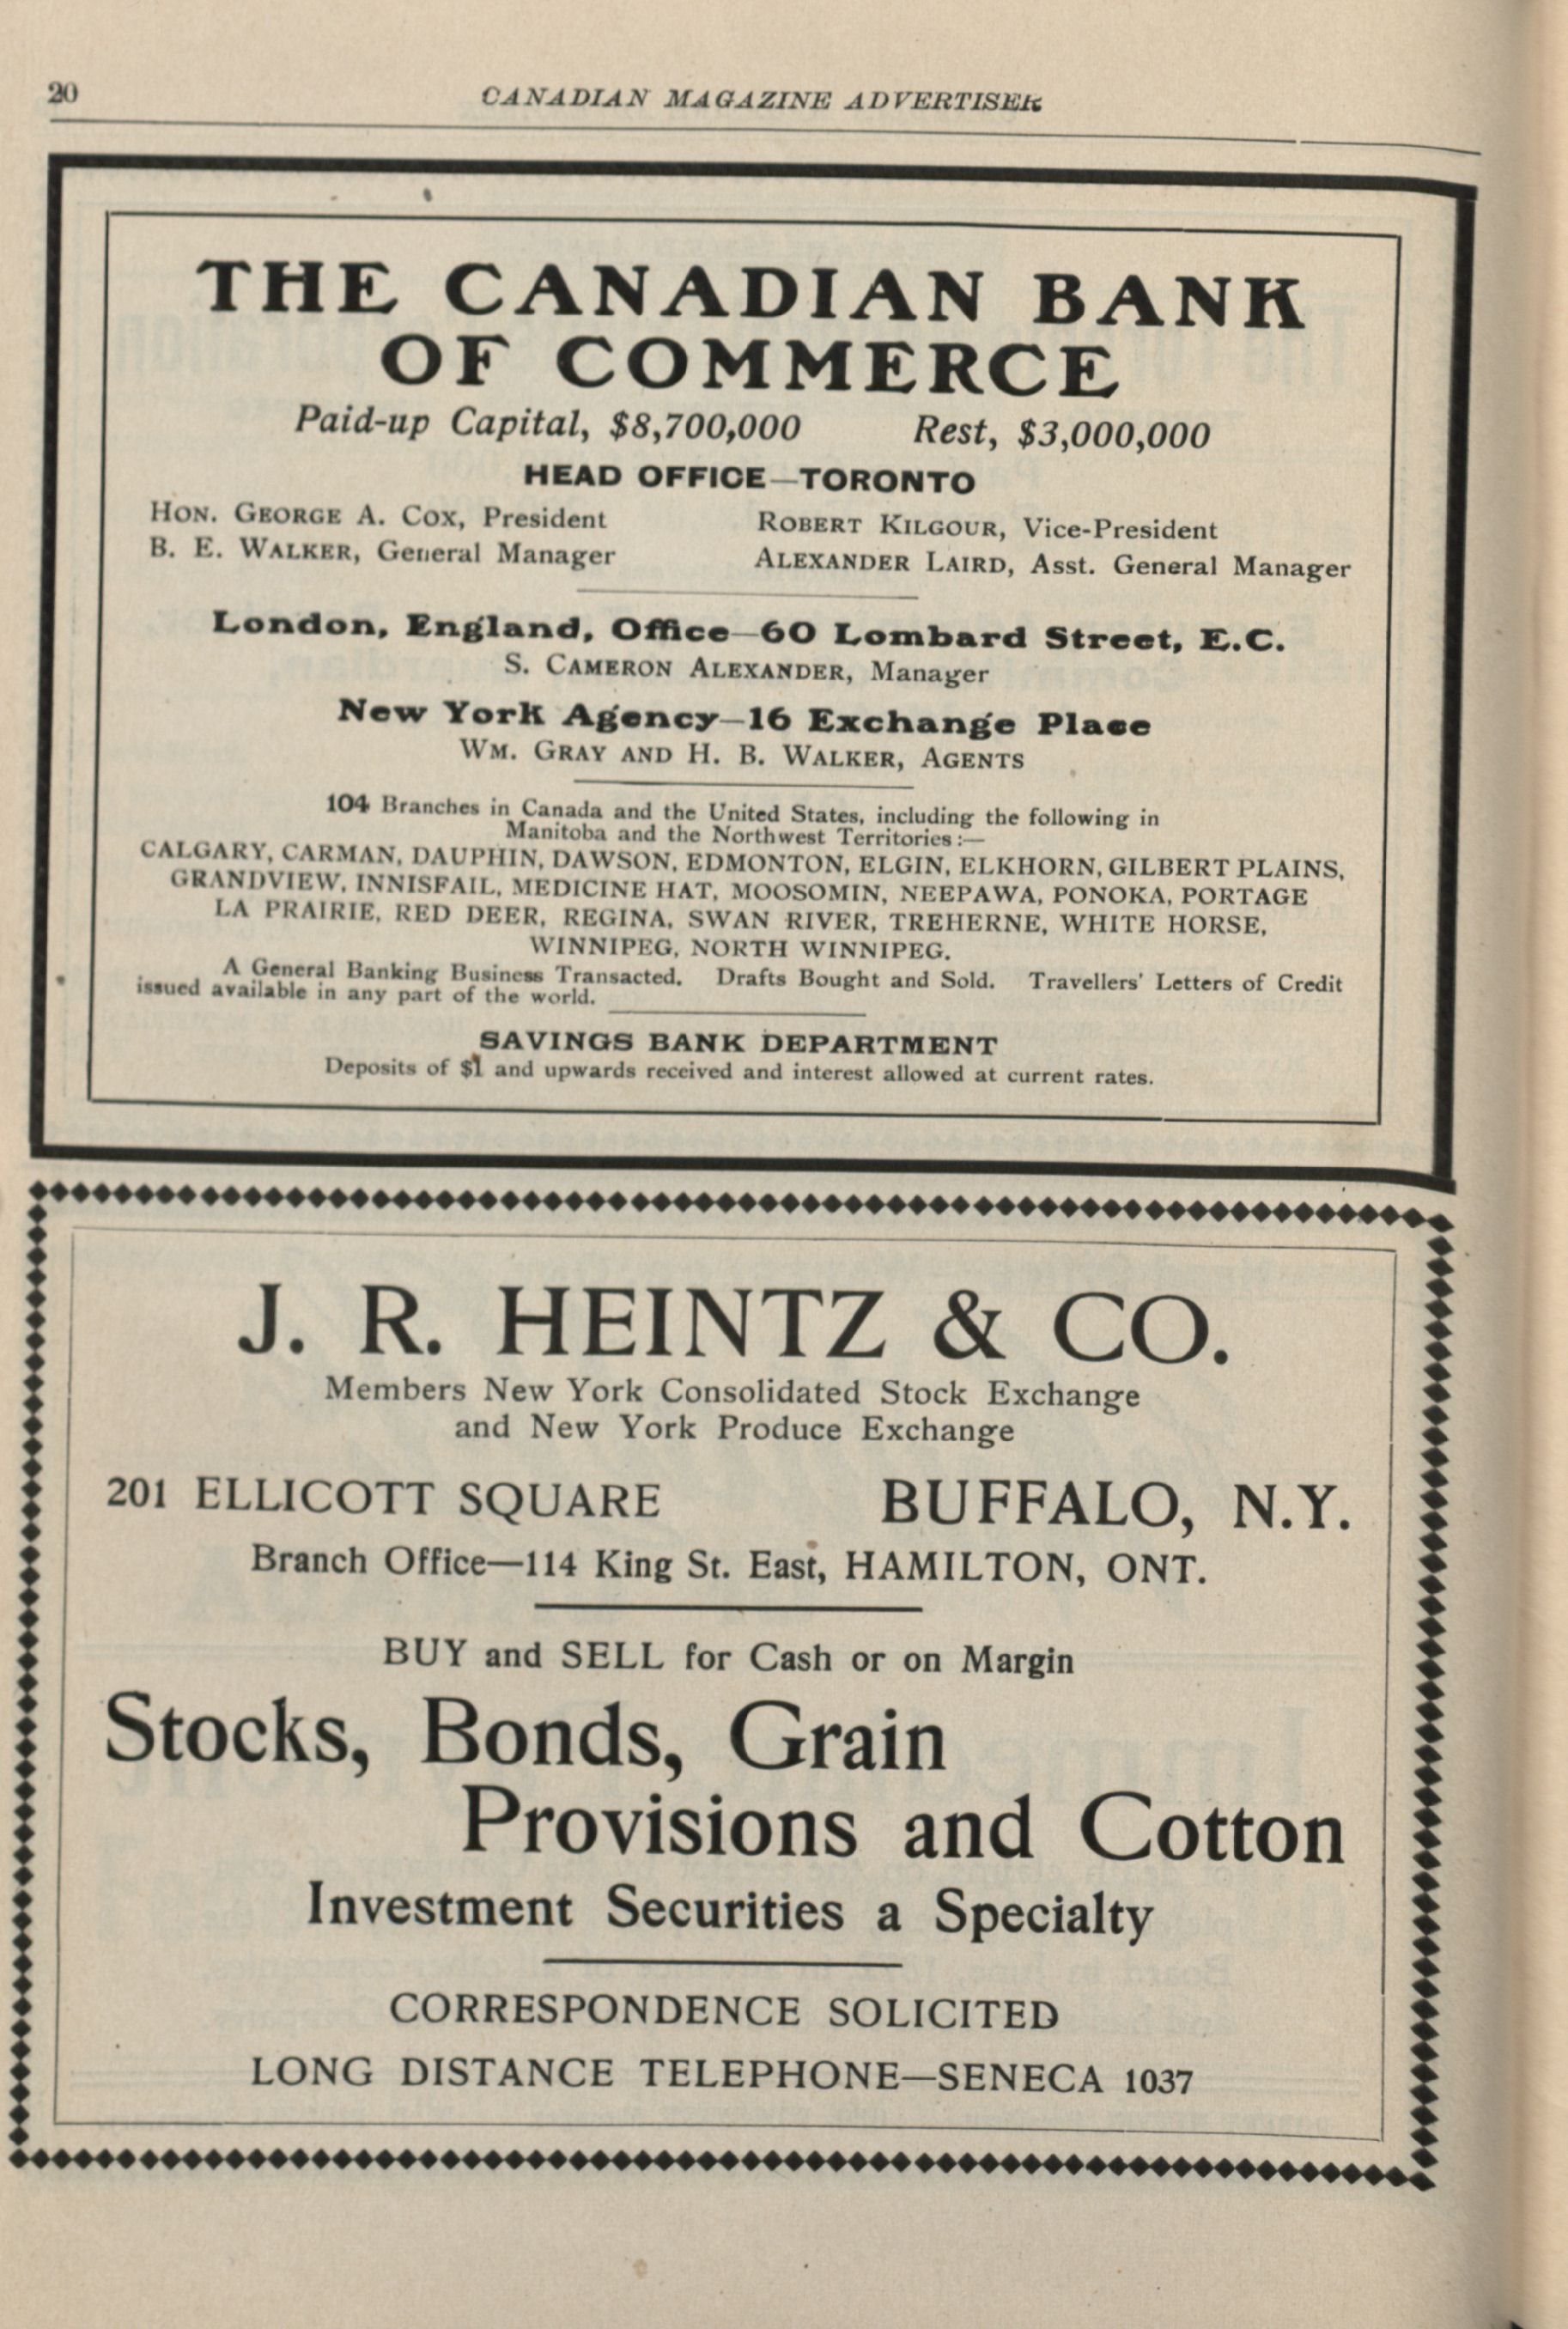 20
CANADIAN MAGAZINE ADVERTISER
THE CANADIAN BANK
OF COMMERCE
Paid-up Capital, $8,700,000 Rest, $3,000,000
HEAD OFFICE—TORONTO
HON. GEORGE A. COX, President ROBERT KILGOUR, Vice-President
B. E. WALKER, General Manager ALEXANDER LAIRD, Asst. General Manager
London, England, Office—60 Lombard Street, E.C.
S. CAMERON ALEXANDER, Manager
New York Agency—16 Exchange Place
WM. GRAY AND H. B. WALKER, AGENTS
104 Branches in Canada and the United States, including the following in
Manitoba and the Northwest Territories:—
CALGARY, CARMAN, DAUPHIN, DAWSON, EDMONTON, ELGIN, ELKHORN, GILBERT PLAINS,
GRANDVIEW, INNISFAIL, MEDICINE HAT, MOOSOMIN, NEEPAWA, PONOKA, PORTAGE
LA PRAIRIE, RED DEER, REGINA, SWAN RIVER, TREHERNE, WHITE HORSE,
WINNIPEG, NORTH WINNIPEG.
A General Banking Business Transacted. Drafts Bought and Sold. Travellers' Letters of Credit
issued available in any part of the world.
SAVINGS BANK DEPARTMENT
Deposits of $1 and upwards received and interest allowed at current rates.
J. R. HEINTZ & CO.
Members New York Consolidated Stock Exchange
and New York Produce Exchange
201 ELLICOTT SQUARE BUFFALO, N.Y.
Branch Office—114 King St. East, HAMILTON, ONT.
BUY and SELL for Cash or on Margin
Stocks, Bonds, Grain
Provisions and Cotton
Investment Securities a Specialty
CORRESPONDENCE SOLICITED
LONG DISTANCE TELEPHONE—SENECA 1037